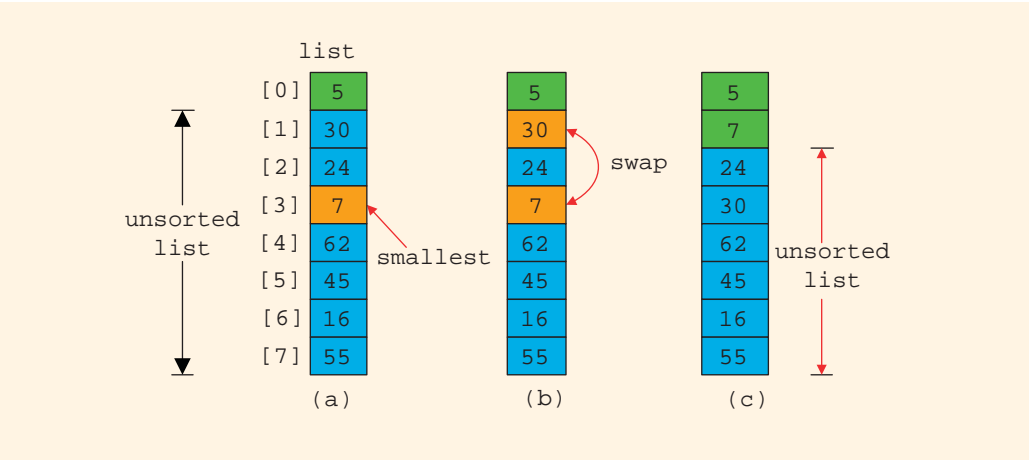 list
[0] 5 5 5
[1] 30 30 7
[2] 24 24 24
swap
[3] 7 7 30
unsorted
list
smallest
[4] 62 62 62
unsorted
list
[5] 45 45 45
[6] 16 16 16
[7] 55 55 55
(a) (b) (c)